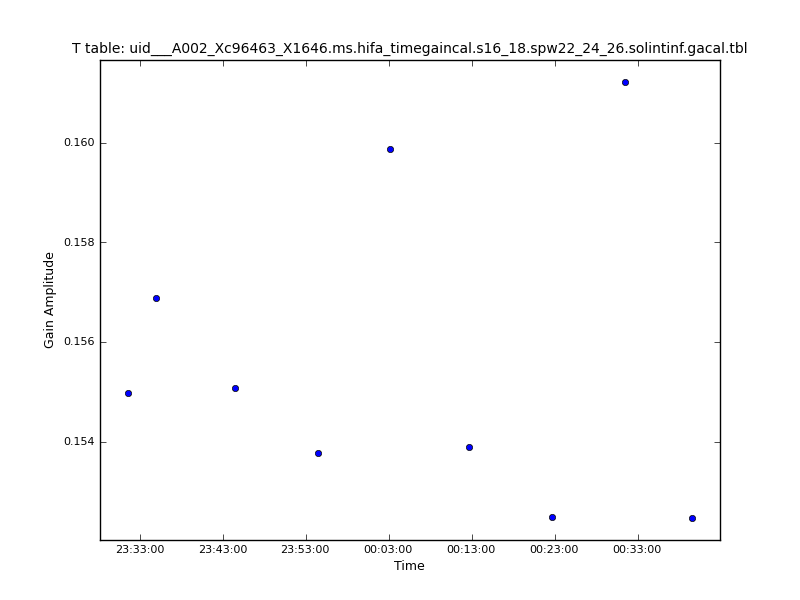 T table: uid___A002_Xc96463_X1646.ms.hifa_timegaincal.s16_18.spw22_24_26.solintinf.gacal.tbl
0.160
0.158
0.156
0.154
Gain Amplitude
23:33:00 23:43:00 23:53:00 00:03:00 00:13:00 00:23:00 00:33:00
Time